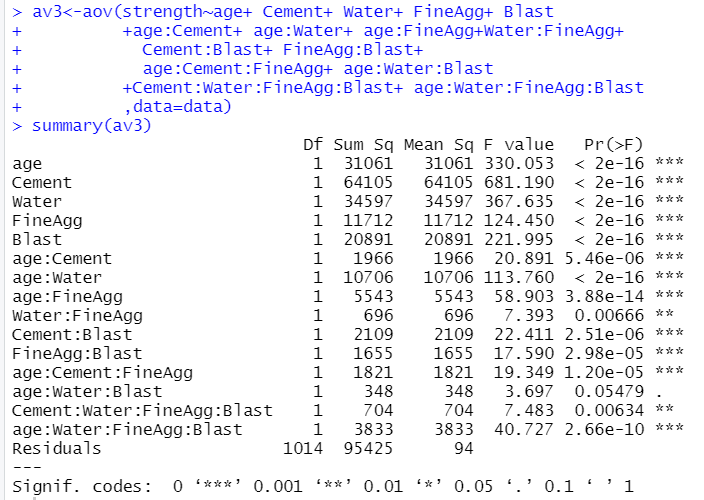 > av3<-aov(strength~age+ Cement+ Water+ FineAgg+ Blast
+ +age:Cement+ age:Water+ age:FineAgg+Water:FineAgg+
+ Cement:Blast+ FineAgg:Blast+
+ age:Cement:FineAgg+ age:Water:Blast
+ +Cement:Water:FineAgg:Blast+ age:Water:FineAgg:Blast
+ ,data=data)
> summary(av3)
Df Sum Sq Mean Sq F value Pr(>F)
age 1 31061 31061 330.053 < 2e-16 ***
Cement 1 64105 64105 681.190 < 2e-16 ***
Water 1 34597 34597 367.635 < 2e-16 ***
FineAgg 1 11712 11712 124.450 < 2e-16 ***
Blast 1 20891 20891 221.995 < 2e-16 ***
age:Cement 1 1966 1966 20.891 5.46e-06 ***
age:Water 1 10706 10706 113.760 < 2e-16 ***
age:FineAgg 1 5543 5543 58.903 3.88e-14 ***
Water:FineAgg 1 696 696 7.393 0.00666 **
Cement:Blast 1 2109 2109 22.411 2.51e-06 ***
FineAgg:Blast 1 1655 1655 17.590 2.98e-05 ***
age:Cement:FineAgg 1 1821 1821 19.349 1.20e-05 ***
age:Water:Blast 1 348 348 3.697 0.05479 .
Cement:Water:FineAgg:Blast 1 704 704 7.483 0.00634 **
age:Water:FineAgg:Blast 1 3833 3833 40.727 2.66e-10 ***
Residuals 1014 95425 94
---
Signif. codes: 0 ‘***’ 0.001 ‘**’ 0.01 ‘*’ 0.05 ‘.’ 0.1 ‘ ’ 1